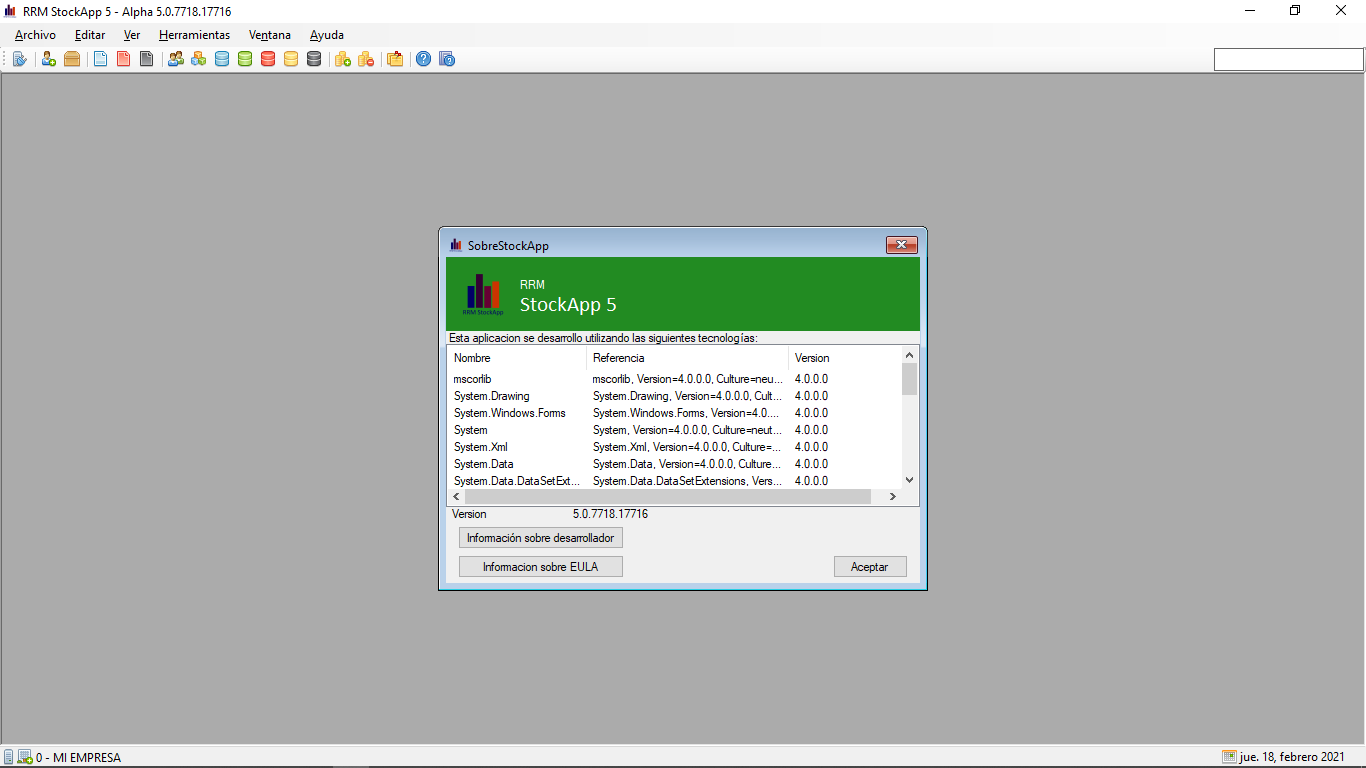 RRM StockApp 5 - Alpha 5.0.7718.17716
Archivo Editar Ver Herramientas Ventana Ayuda
SobreStockApp
RRM
StockApp 5
RRM StockApp
Esta aplicacion se desarrollo utilizando las siguientes tecnologías:
Nombre Referencia Version
mscorlib mscorlib, Version=4.0.0.0, Culture=neu... 4.0.0.0
System.Drawing System.Drawing, Version=4.0.0.0, Cult... 4.0.0.0
System.Windows.Forms System.Windows.Forms, Version=4.0.... 4.0.0.0
System System, Version=4.0.0.0, Culture=neut... 4.0.0.0
System.Xml System.Xml, Version=4.0.0.0, Culture=... 4.0.0.0
System.Data System.Data, Version=4.0.0.0, Culture... 4.0.0.0
System.Data.DataSetExt... System.Data.DataSetExtensions, Vers... 4.0.0.0
Version 5.0.7718.17716
Información sobre desarrollador
Informacion sobre EULA Aceptar
0 - MI EMPRESA jue. 18, febrero 2021